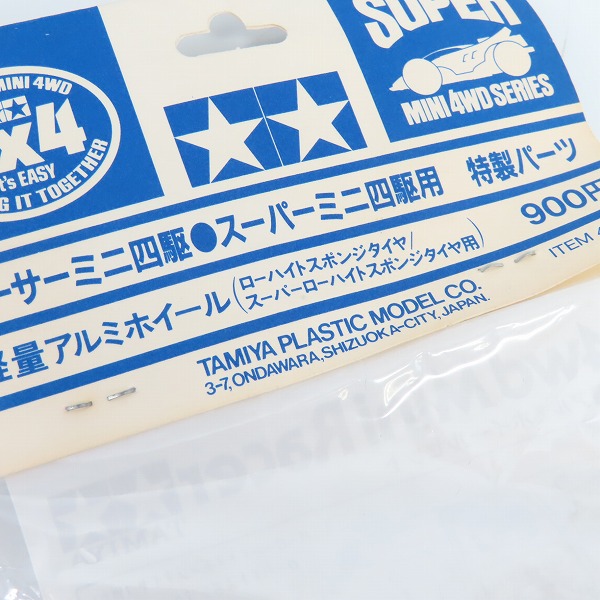 MINI 4WD
x4
t's EASY
G IT TOGETHER
SUPER
MINI 4WD SERIES
ーサーミニ四駆●スーパーミニ四駆用 特製パーツ
軽量アルミホイール(ローハイトスポンジタイヤ/
スーパーローハイトスポンジタイヤ用)
900円
ITEM
TAMIYA PLASTIC MODEL CO.
3-7, ONDAWARA, SHIZUOKA-CITY, JAPAN.